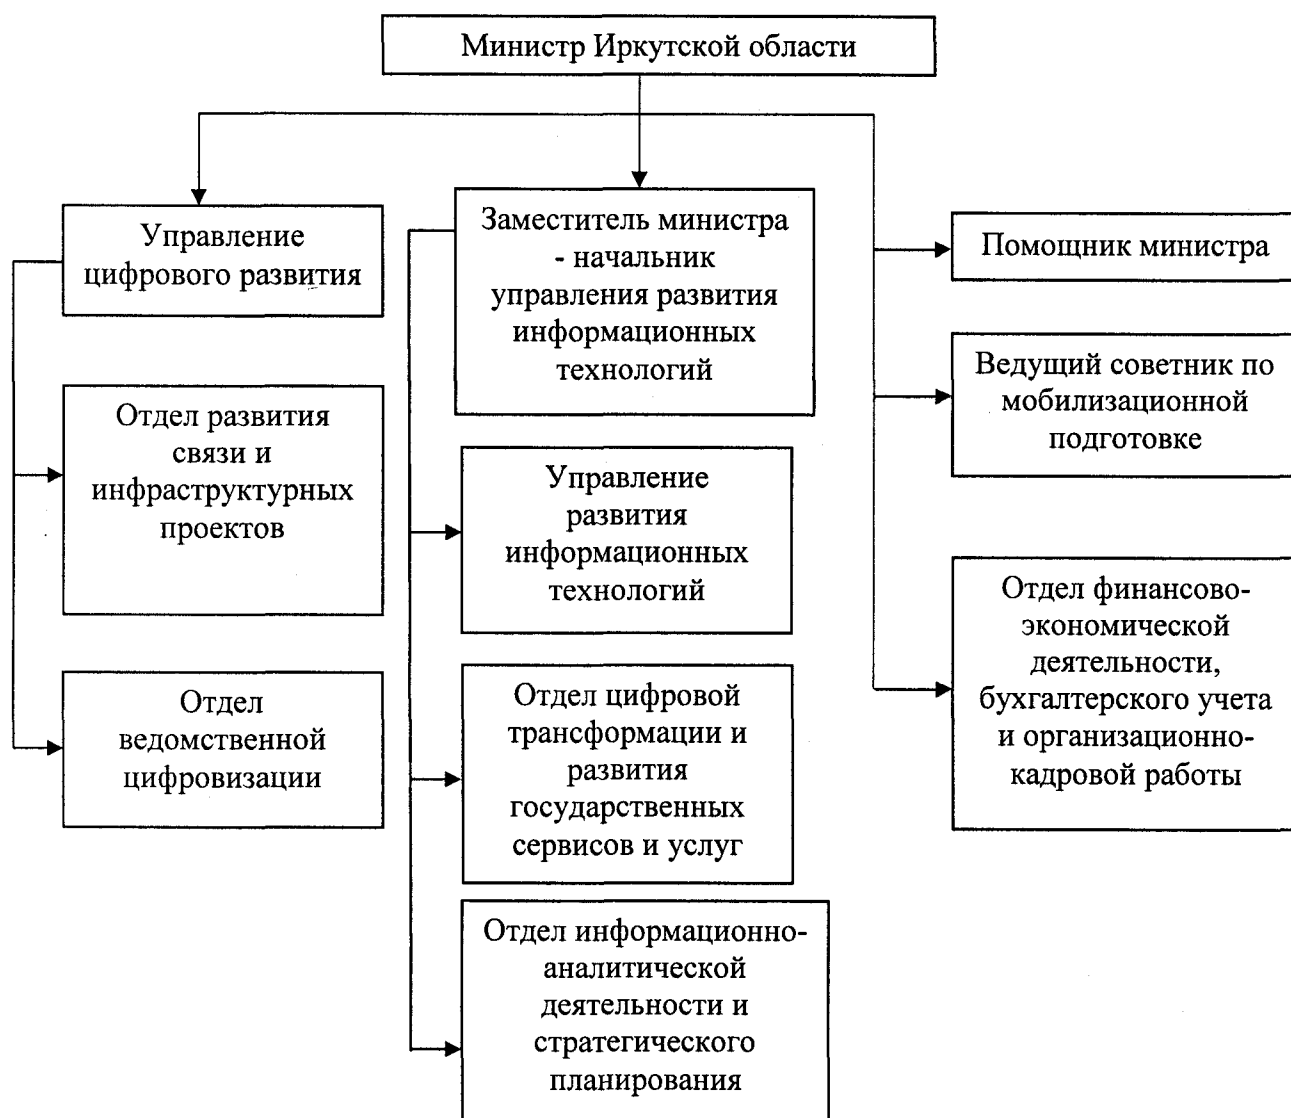 Министр Иркутской области
Управление
цифрового развития
Отдел развития
связи и
инфраструктурных
проектов
Отдел
ведомственной
цифровизации
Заместитель министра
- начальник
управления развития
информационных
технологий
Управление
развития
информационных
технологий
Отдел цифровой
трансформации и
развития
государственных
сервисов и услуг
Отдел информационно-
аналитической
деятельности и
стратегического
планирования
Помощник министра
Ведущий советник по
мобилизационной
подготовке
Отдел финансово-
экономической
деятельности,
бухгалтерского учета
и организационно-
кадровой работы